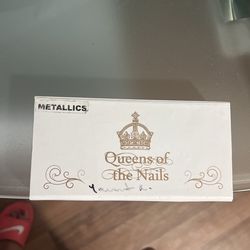 METALLICS
Queens of
the Nails